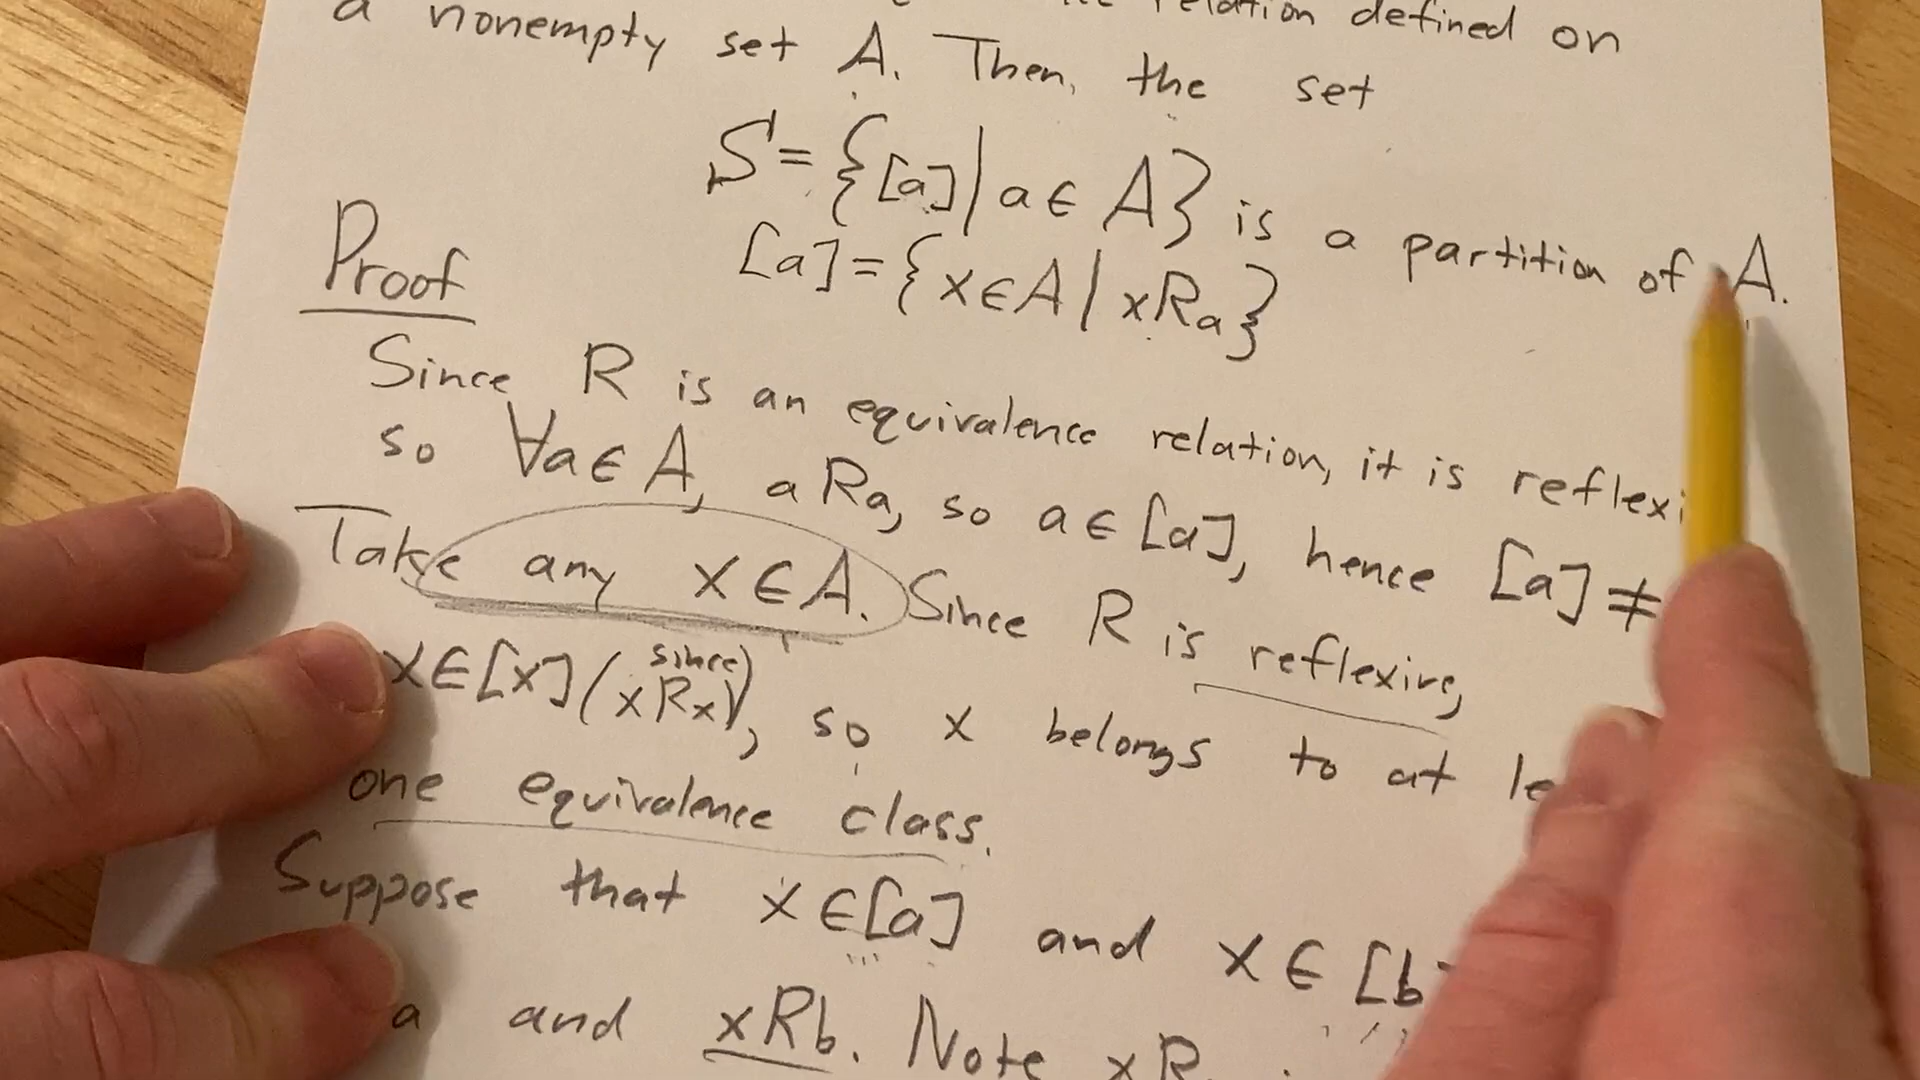 a nonempty set A. Then, the set
relation defined on
S = {[a] | a ∈ A} is a partition of A.
[a] = {x ∈ A | xRa}
Proof
Since R is an equivalence relation, it is reflexi
so ∀a ∈ A, aRa, so a ∈ [a], hence [a] ≠
Take any x ∈ A. Since R is reflexive,
x ∈ [x] (since xRx), so x belongs to at le
one equivalence class.
Suppose that x ∈ [a] and x ∈ [b]
a and xRb. Note xR